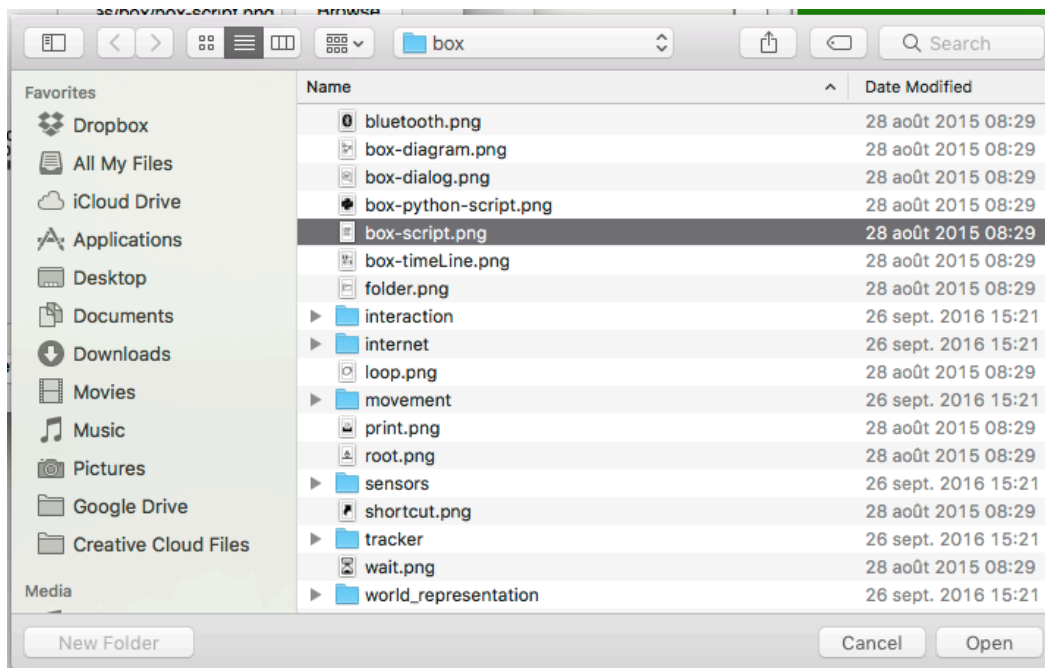 as/box/box-script.png Browse
box Search
Favorites
Dropbox
All My Files
iCloud Drive
Applications
Desktop
Documents
Downloads
Movies
Music
Pictures
Google Drive
Creative Cloud Files
Media
Name Date Modified
bluetooth.png 28 août 2015 08:29
box-diagram.png 28 août 2015 08:29
box-dialog.png 28 août 2015 08:29
box-python-script.png 28 août 2015 08:29
box-script.png 28 août 2015 08:29
box-timeLine.png 28 août 2015 08:29
folder.png 28 août 2015 08:29
interaction 26 sept. 2016 15:21
internet 26 sept. 2016 15:21
loop.png 28 août 2015 08:29
movement 26 sept. 2016 15:21
print.png 28 août 2015 08:29
root.png 28 août 2015 08:29
sensors 26 sept. 2016 15:21
shortcut.png 28 août 2015 08:29
tracker 26 sept. 2016 15:21
wait.png 28 août 2015 08:29
world_representation 26 sept. 2016 15:21
New Folder Cancel Open